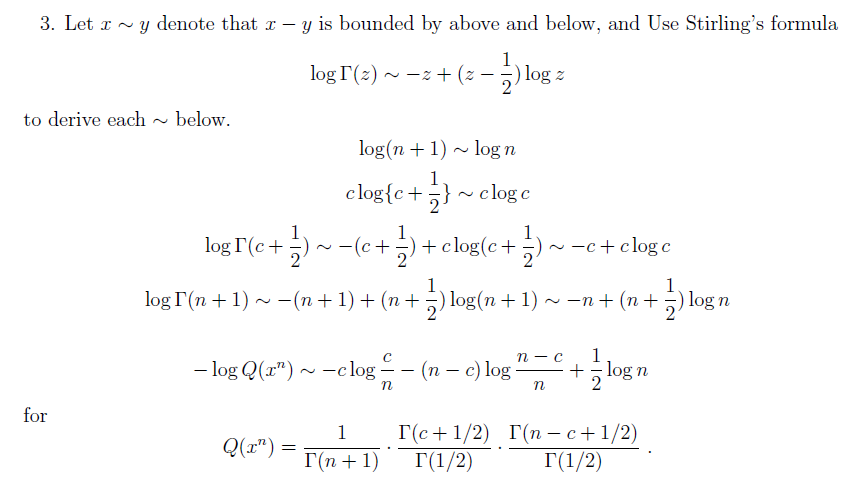 3. Let x ∼ y denote that x − y is bounded by above and below, and Use Stirling's formula
log Γ(z) ∼ −z + (z − 1/2) log z
to derive each ∼ below.
log(n + 1) ∼ log n
c log{c + 1/2} ∼ c log c
log Γ(c + 1/2) ∼ −(c + 1/2) + c log(c + 1/2) ∼ −c + c log c
log Γ(n + 1) ∼ −(n + 1) + (n + 1/2) log(n + 1) ∼ −n + (n + 1/2) log n
− log Q(xⁿ) ∼ −c log c/n − (n − c) log (n − c)/n + 1/2 log n
for
Q(xⁿ) = 1/Γ(n + 1) · Γ(c + 1/2)/Γ(1/2) · Γ(n − c + 1/2)/Γ(1/2) .